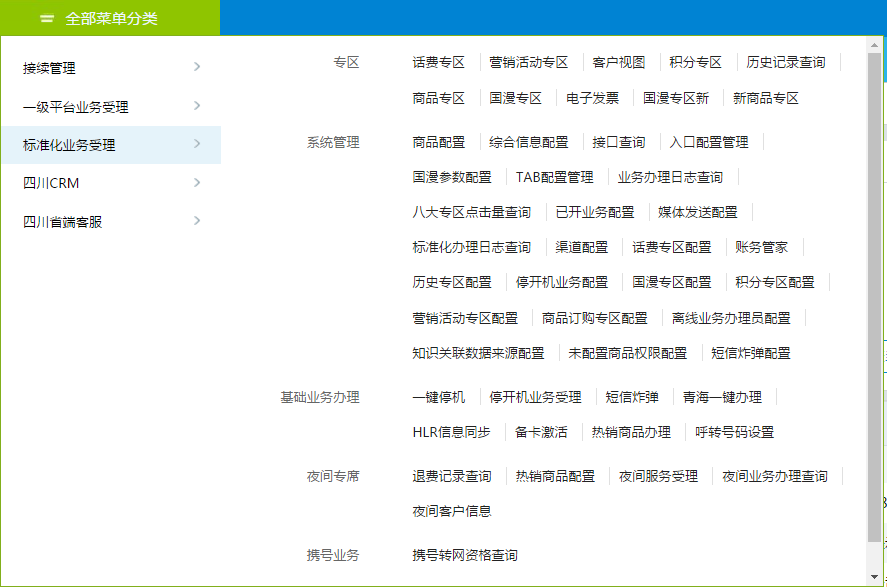 全部菜单分类
接续管理
一级平台业务受理
标准化业务受理
四川CRM
四川省端客服
专区 话费专区 营销活动专区 客户视图 积分专区 历史记录查询
商品专区 国漫专区 电子发票 国漫专区新 新商品专区
系统管理 商品配置 综合信息配置 接口查询 入口配置管理
国漫参数配置 TAB配置管理 业务办理日志查询
八大专区点击量查询 已开业务配置 媒体发送配置
标准化办理日志查询 渠道配置 话费专区配置 账务管家
历史专区配置 停开机业务配置 国漫专区配置 积分专区配置
营销活动专区配置 商品订购专区配置 离线业务办理员配置
知识关联数据来源配置 未配置商品权限配置 短信炸弹配置
基础业务办理 一键停机 停开机业务受理 短信炸弹 青海一键办理
HLR信息同步 备卡激活 热销商品办理 呼转号码设置
夜间专席 退费记录查询 热销商品配置 夜间服务受理 夜间业务办理查询
夜间客户信息
携号业务 携号转网资格查询